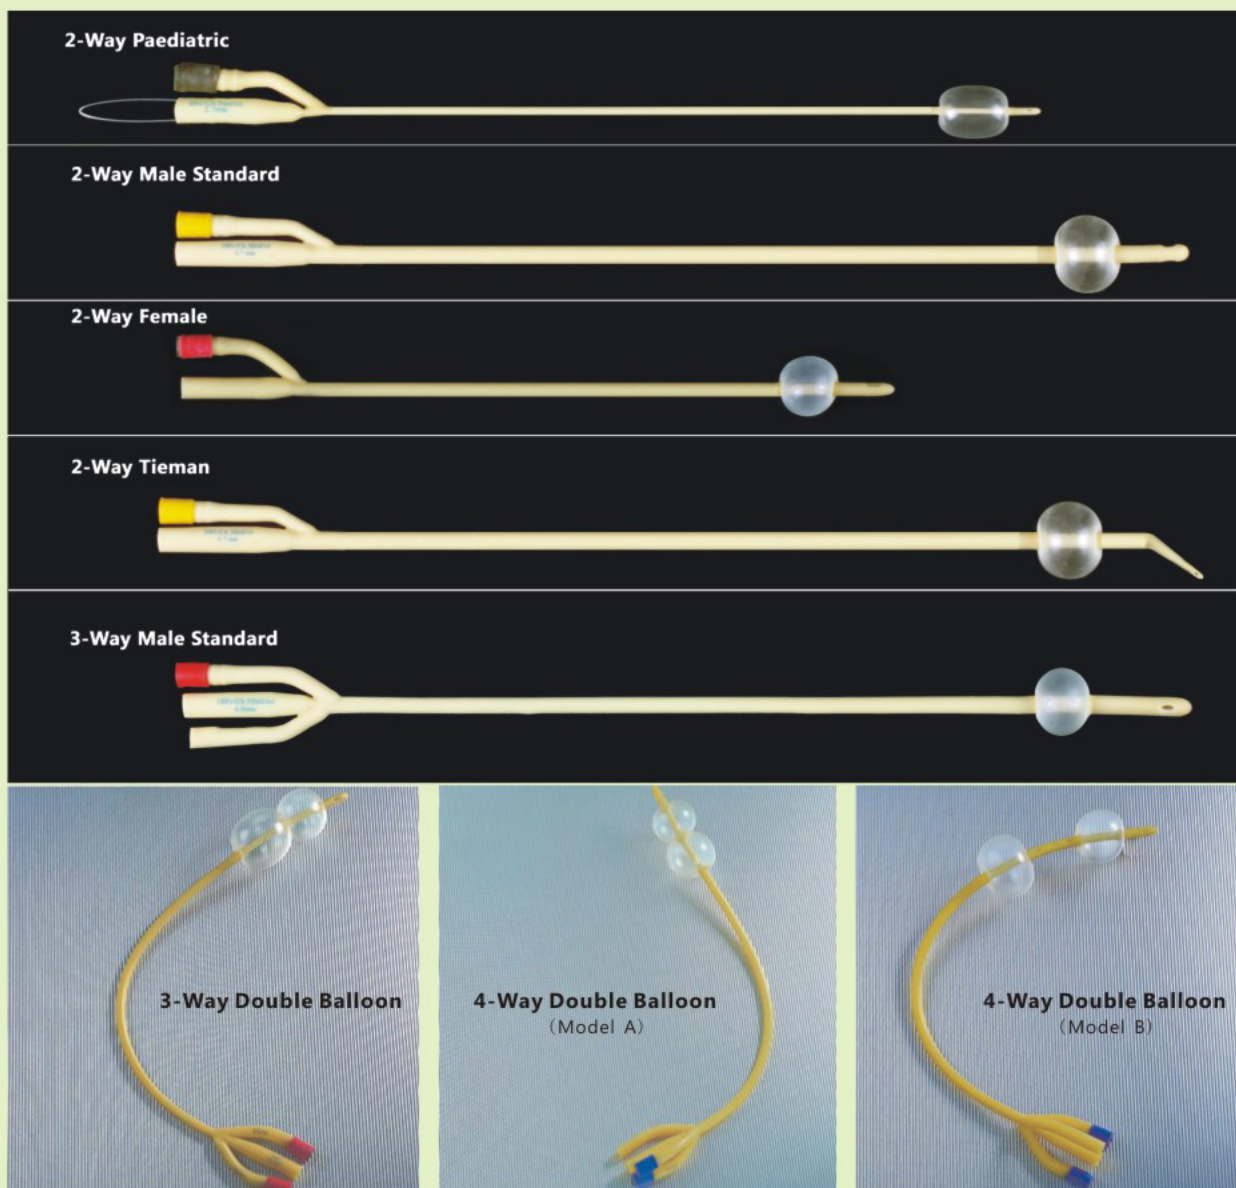 2-Way Paediatric
2-Way Male Standard
2-Way Female
2-Way Tieman
3-Way Male Standard
3-Way Double Balloon
4-Way Double Balloon
(Model A)
4-Way Double Balloon
(Model B)